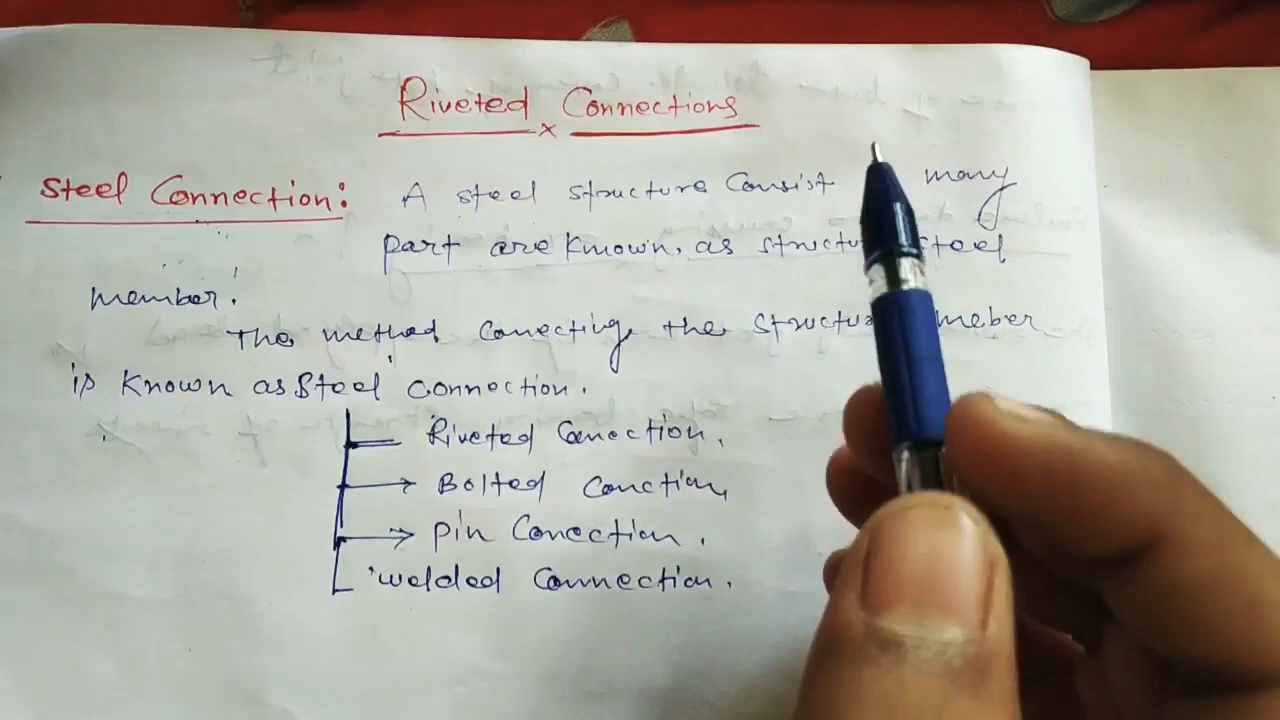 Riveted Connections
Steel Connection: A steel structure Consist many
part are known, as structu steel
member.
The method conecting the structu meber
is known as Steel connection.
Riveted Conection,
Bolted Conction,
pin Conection.
welded Connection.